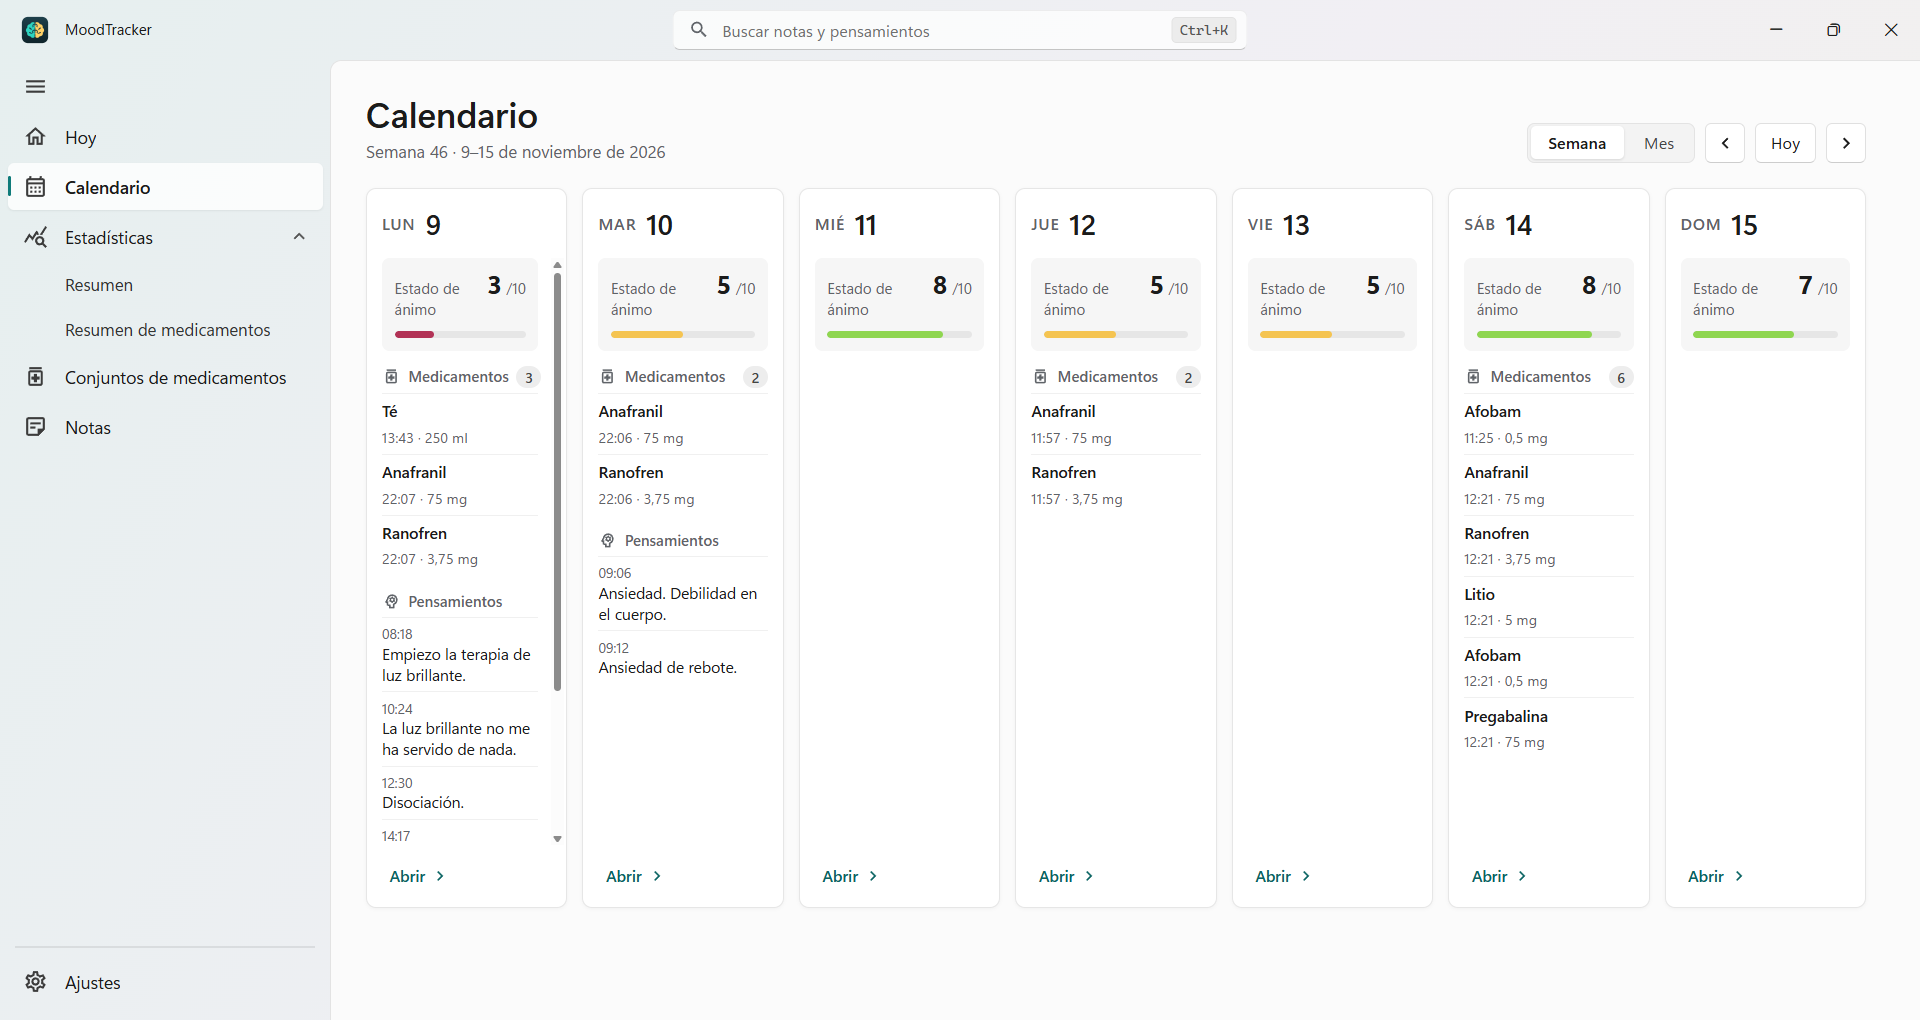 MoodTracker
Buscar notas y pensamientos
Ctrl+K
Hoy
Calendario
Estadísticas
Resumen
Resumen de medicamentos
Conjuntos de medicamentos
Notas
Ajustes
Calendario
Semana 46 · 9–15 de noviembre de 2026
Semana
Mes
Hoy
LUN 9
Estado de
ánimo
3 /10
Medicamentos 3
Té
13:43 · 250 ml
Anafranil
22:07 · 75 mg
Ranofren
22:07 · 3,75 mg
Pensamientos
08:18
Empiezo la terapia de
luz brillante.
10:24
La luz brillante no me
ha servido de nada.
12:30
Disociación.
14:17
Abrir
MAR 10
Estado de
ánimo
5 /10
Medicamentos 2
Anafranil
22:06 · 75 mg
Ranofren
22:06 · 3,75 mg
Pensamientos
09:06
Ansiedad. Debilidad en
el cuerpo.
09:12
Ansiedad de rebote.
Abrir
MIÉ 11
Estado de
ánimo
8 /10
Abrir
JUE 12
Estado de
ánimo
5 /10
Medicamentos 2
Anafranil
11:57 · 75 mg
Ranofren
11:57 · 3,75 mg
Abrir
VIE 13
Estado de
ánimo
5 /10
Abrir
SÁB 14
Estado de
ánimo
8 /10
Medicamentos 6
Afobam
11:25 · 0,5 mg
Anafranil
12:21 · 75 mg
Ranofren
12:21 · 3,75 mg
Litio
12:21 · 5 mg
Afobam
12:21 · 0,5 mg
Pregabalina
12:21 · 75 mg
Abrir
DOM 15
Estado de
ánimo
7 /10
Abrir